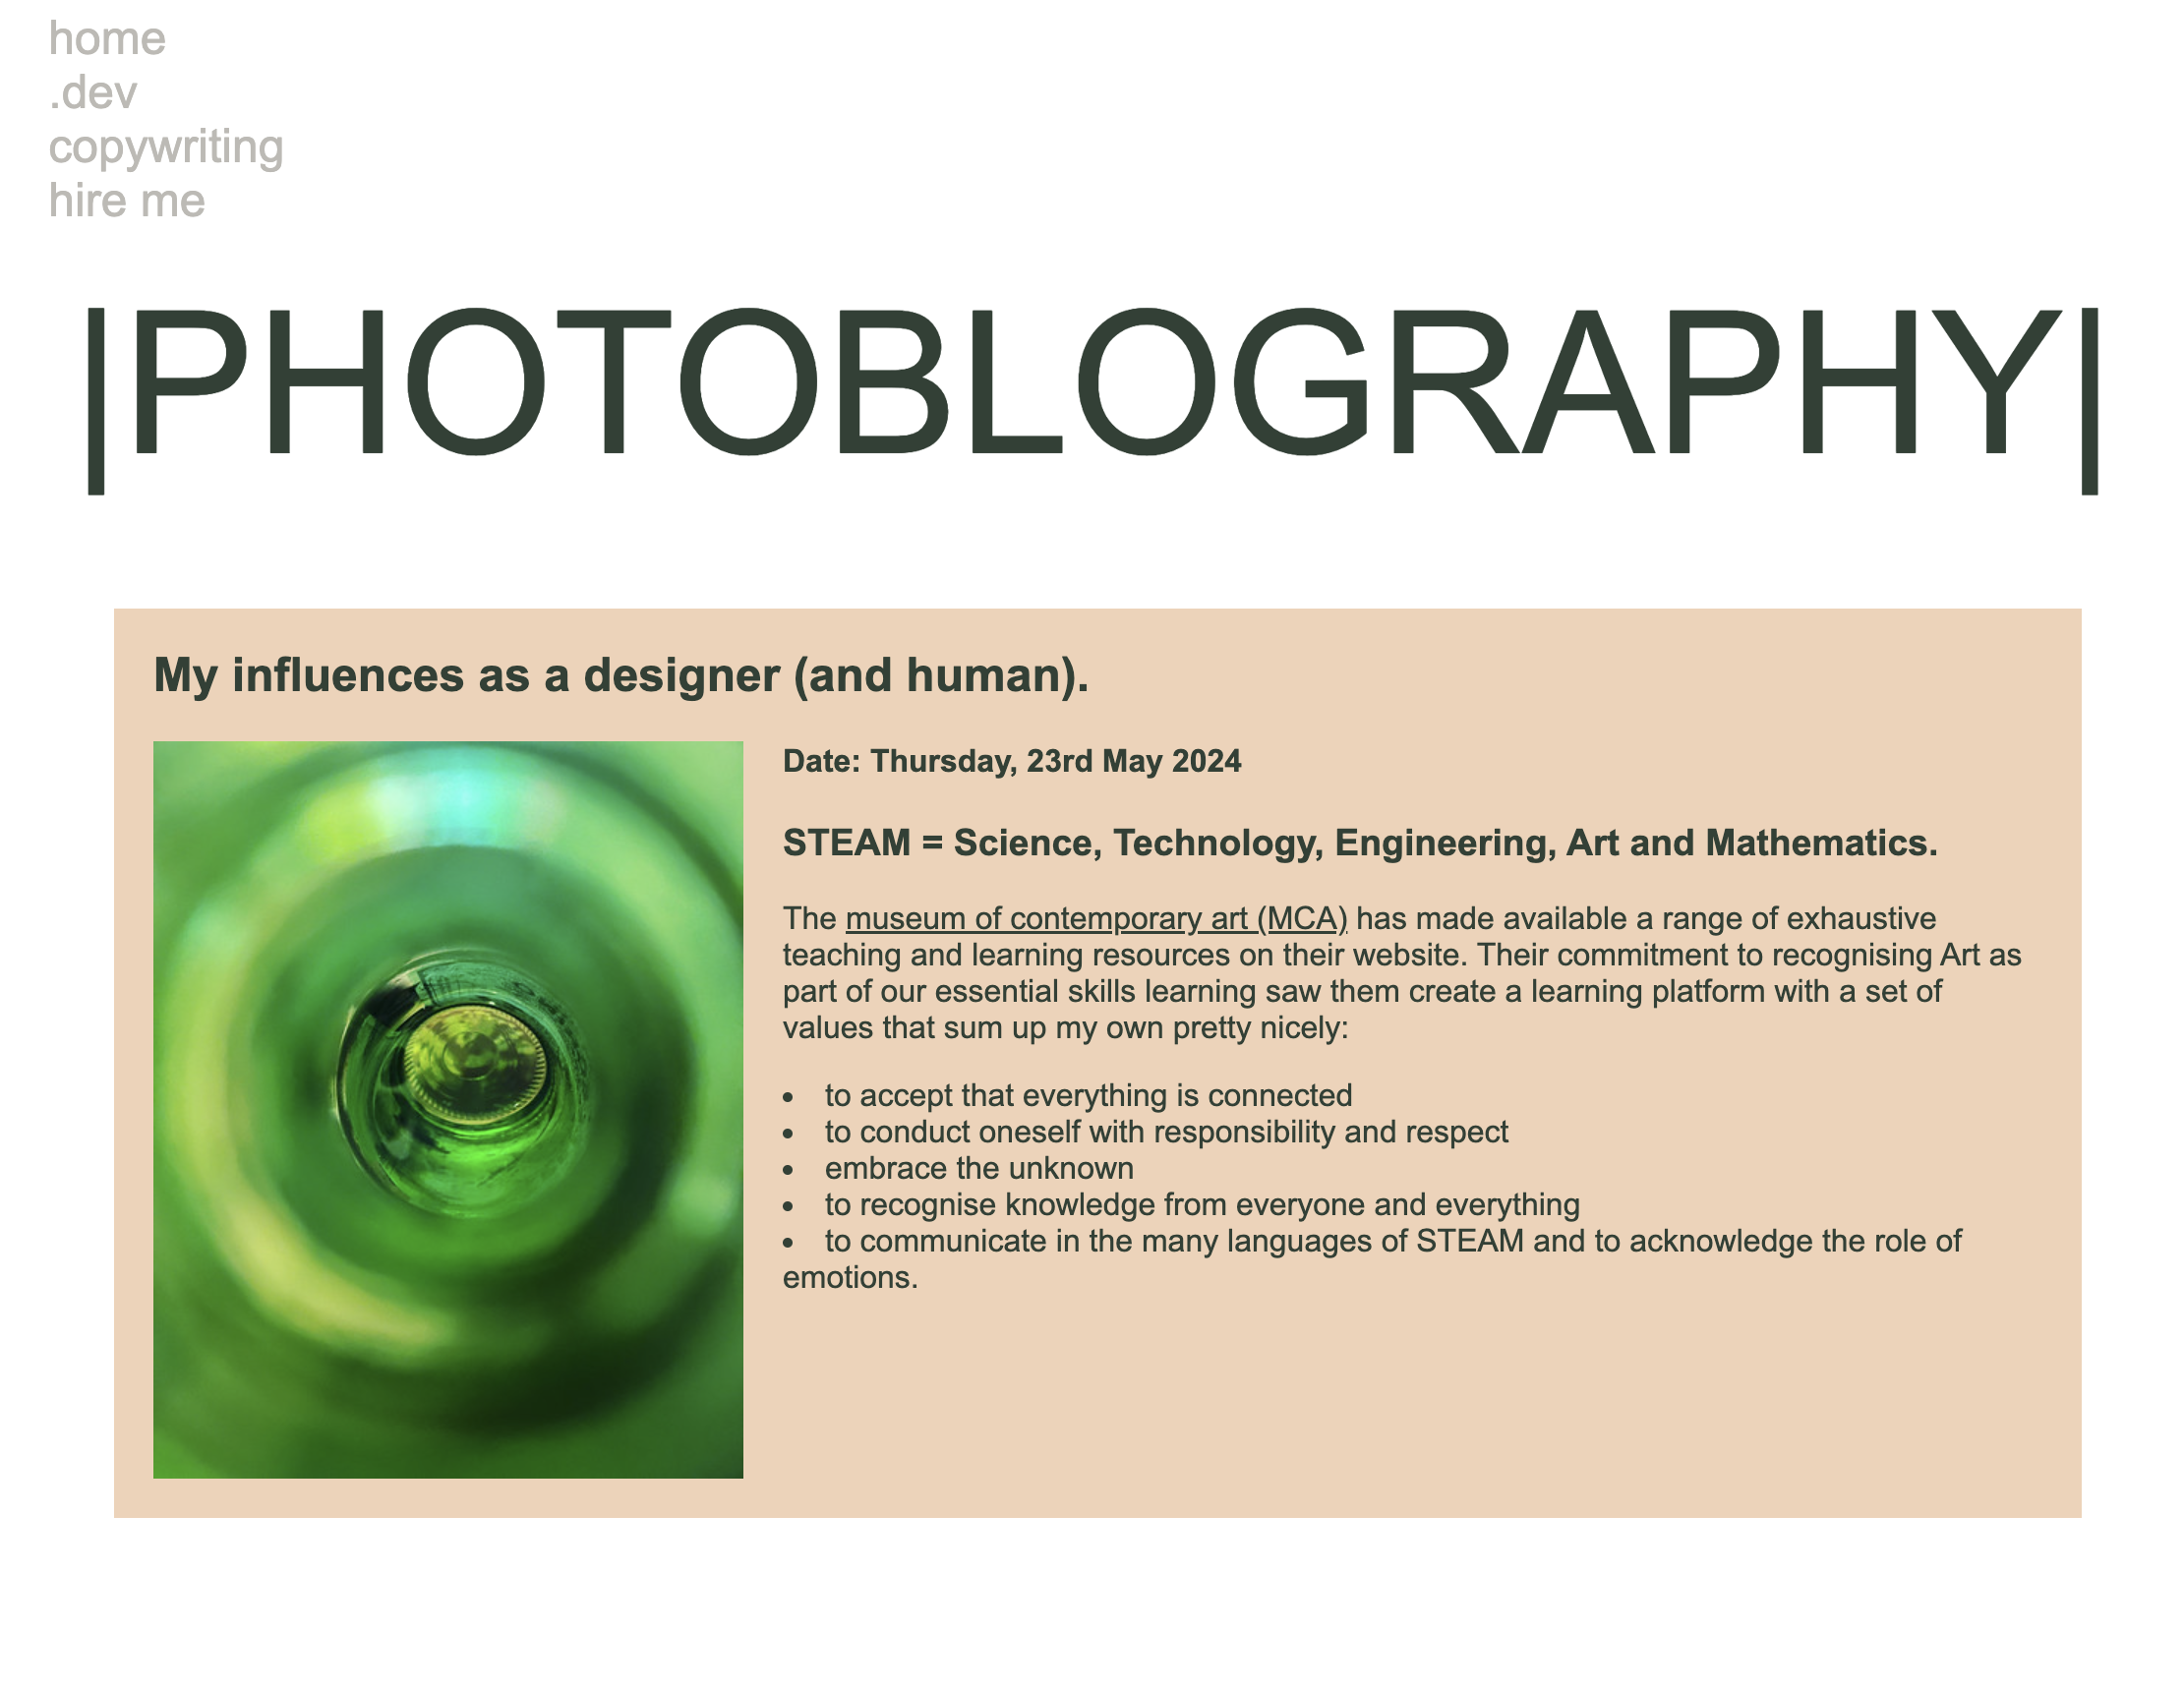 home
.dev
copywriting
hire me
|PHOTOBLOGRAPHY|
My influences as a designer (and human).
Date: Thursday, 23rd May 2024
STEAM = Science, Technology, Engineering, Art and Mathematics.
The museum of contemporary art (MCA) has made available a range of exhaustive
teaching and learning resources on their website. Their commitment to recognising Art as
part of our essential skills learning saw them create a learning platform with a set of
values that sum up my own pretty nicely:
• to accept that everything is connected
• to conduct oneself with responsibility and respect
• embrace the unknown
• to recognise knowledge from everyone and everything
• to communicate in the many languages of STEAM and to acknowledge the role of
emotions.